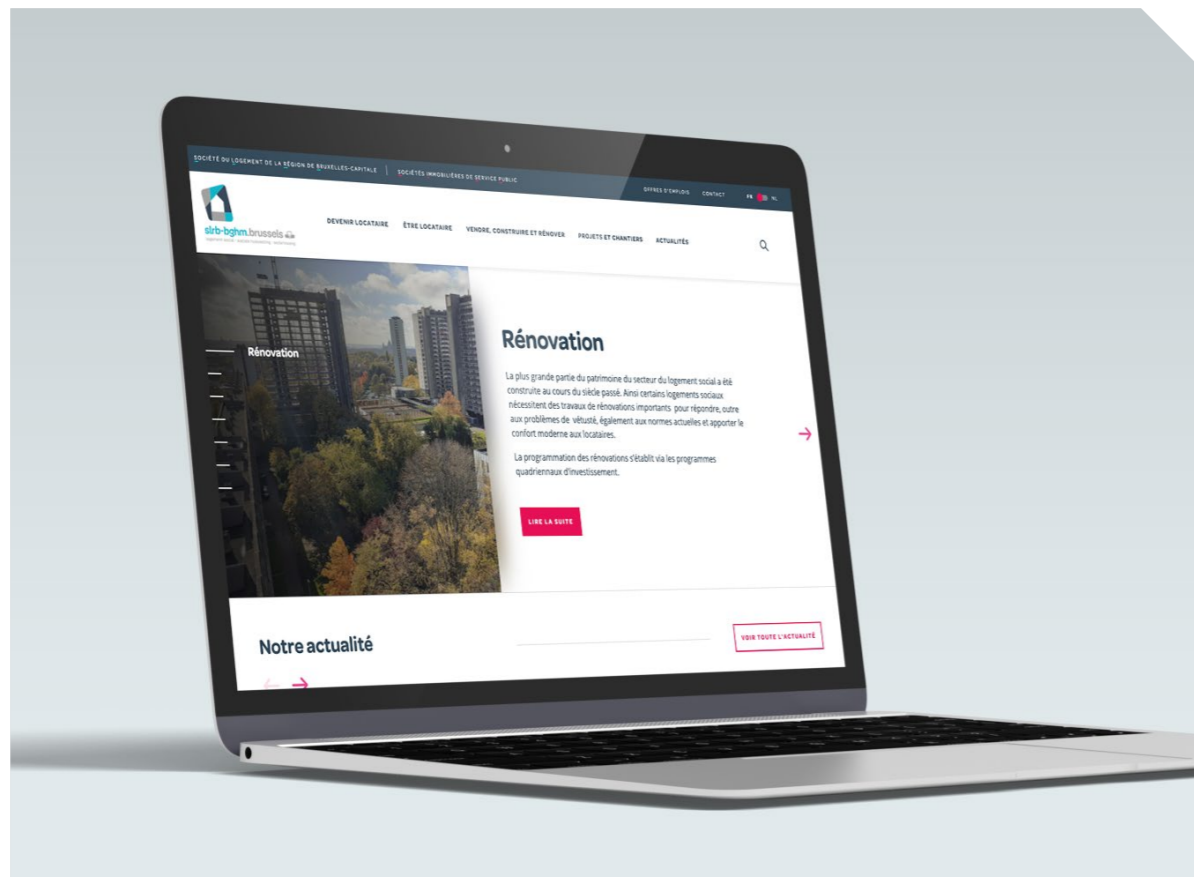 SOCIÉTÉ DU LOGEMENT DE LA RÉGION DE BRUXELLES-CAPITALE | SOCIÉTÉS IMMOBILIÈRES DE SERVICE PUBLIC
OFFRES D'EMPLOIS CONTACT FR NL
slrb-bghm.brussels
DEVENIR LOCATAIRE ÊTRE LOCATAIRE VENDRE, CONSTRUIRE ET RÉNOVER PROJETS ET CHANTIERS ACTUALITÉS
Rénovation
Rénovation
La plus grande partie du patrimoine du secteur du logement social a été
construite au cours du siècle passé. Ainsi certains logements sociaux
nécessitent des travaux de rénovations importants pour répondre, outre
aux problèmes de vétusté, également aux normes actuelles et apporter le
confort moderne aux locataires.
La programmation des rénovations s'établit via les programmes
quadriennaux d'investissement.
LIRE LA SUITE
Notre actualité
VOIR TOUTE L'ACTUALITÉ